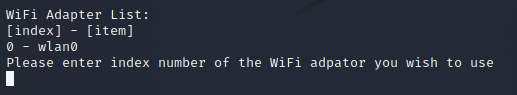 WiFi Adapter List:
[index] - [item]
0 - wlan0
Please enter index number of the WiFi adpator you wish to use